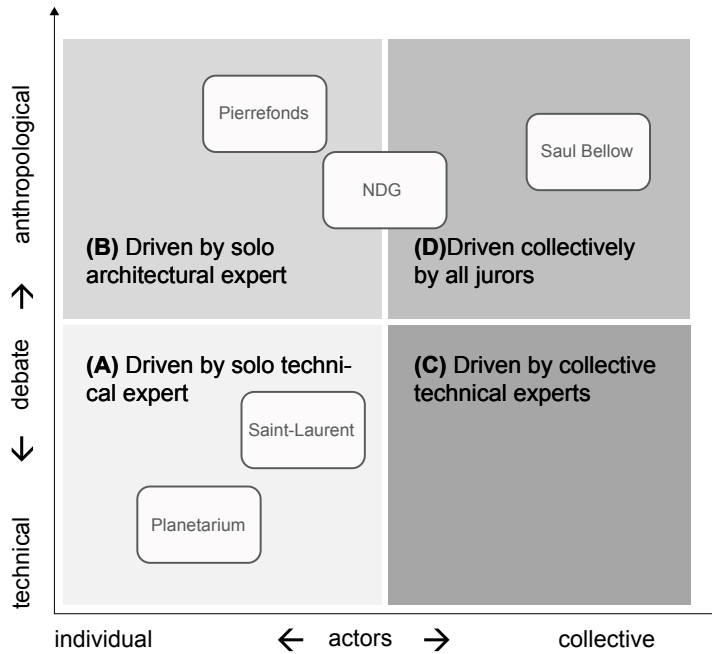 anthropological
← debate →
technical
Pierrefonds
NDG
Saul Bellow
(B) Driven by solo
architectural expert
(D)Driven collectively
by all jurors
(A) Driven by solo techni-
cal expert
(C) Driven by collective
technical experts
Saint-Laurent
Planetarium
individual ← actors → collective